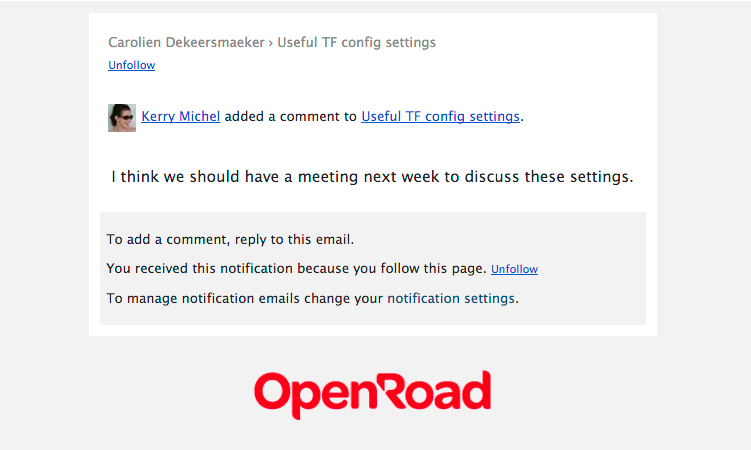 Carolien Dekeersmaeker › Useful TF config settings
Unfollow
Kerry Michel added a comment to Useful TF config settings.
I think we should have a meeting next week to discuss these settings.
To add a comment, reply to this email.
You received this notification because you follow this page. Unfollow
To manage notification emails change your notification settings.
OpenRoad